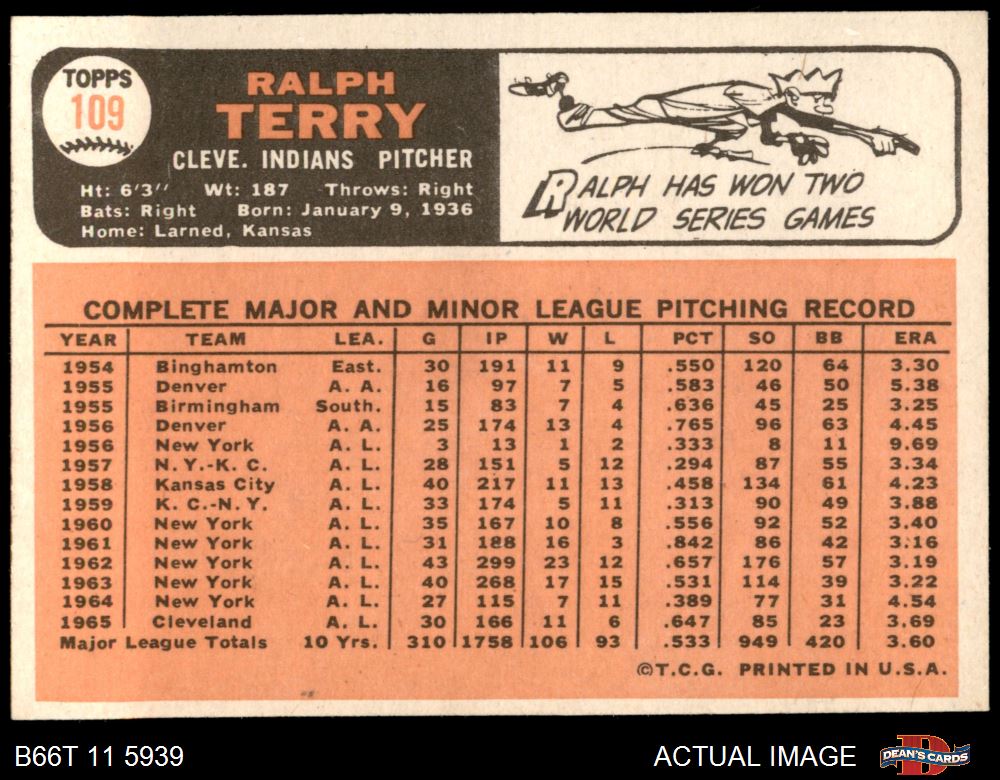 TOPPS
109
RALPH
TERRY
CLEVE. INDIANS PITCHER
Ht: 6'3" Wt: 187 Throws: Right
Bats: Right Born: January 9, 1936
Home: Larned, Kansas
RALPH HAS WON TWO
WORLD SERIES GAMES
COMPLETE MAJOR AND MINOR LEAGUE PITCHING RECORD
YEAR TEAM LEA. G IP W L PCT SO BB ERA
1954 Binghamton East. 30 191 11 9 .550 120 64 3.30
1955 Denver A. A. 16 97 7 5 .583 46 50 5.38
1955 Birmingham South. 15 83 7 4 .636 45 25 3.25
1956 Denver A. A. 25 174 13 4 .765 96 63 4.45
1956 New York A. L. 3 13 1 2 .333 8 11 9.69
1957 N. Y.-K. C. A. L. 28 151 5 12 .294 87 55 3.34
1958 Kansas City A. L. 40 217 11 13 .458 134 61 4.23
1959 K. C.-N. Y. A. L. 33 174 5 11 .313 90 49 3.88
1960 New York A. L. 35 167 10 8 .556 92 52 3.40
1961 New York A. L. 31 188 16 3 .842 86 42 3.16
1962 New York A. L. 43 299 23 12 .657 176 57 3.19
1963 New York A. L. 40 268 17 15 .531 114 39 3.22
1964 New York A. L. 27 115 7 11 .389 77 31 4.54
1965 Cleveland A. L. 30 166 11 6 .647 85 23 3.69
Major League Totals 10 Yrs. 310 1758 106 93 .533 949 420 3.60
©T.C.G. PRINTED IN U.S.A.
B66T 11 5939
ACTUAL IMAGE
DEAN'S CARDS